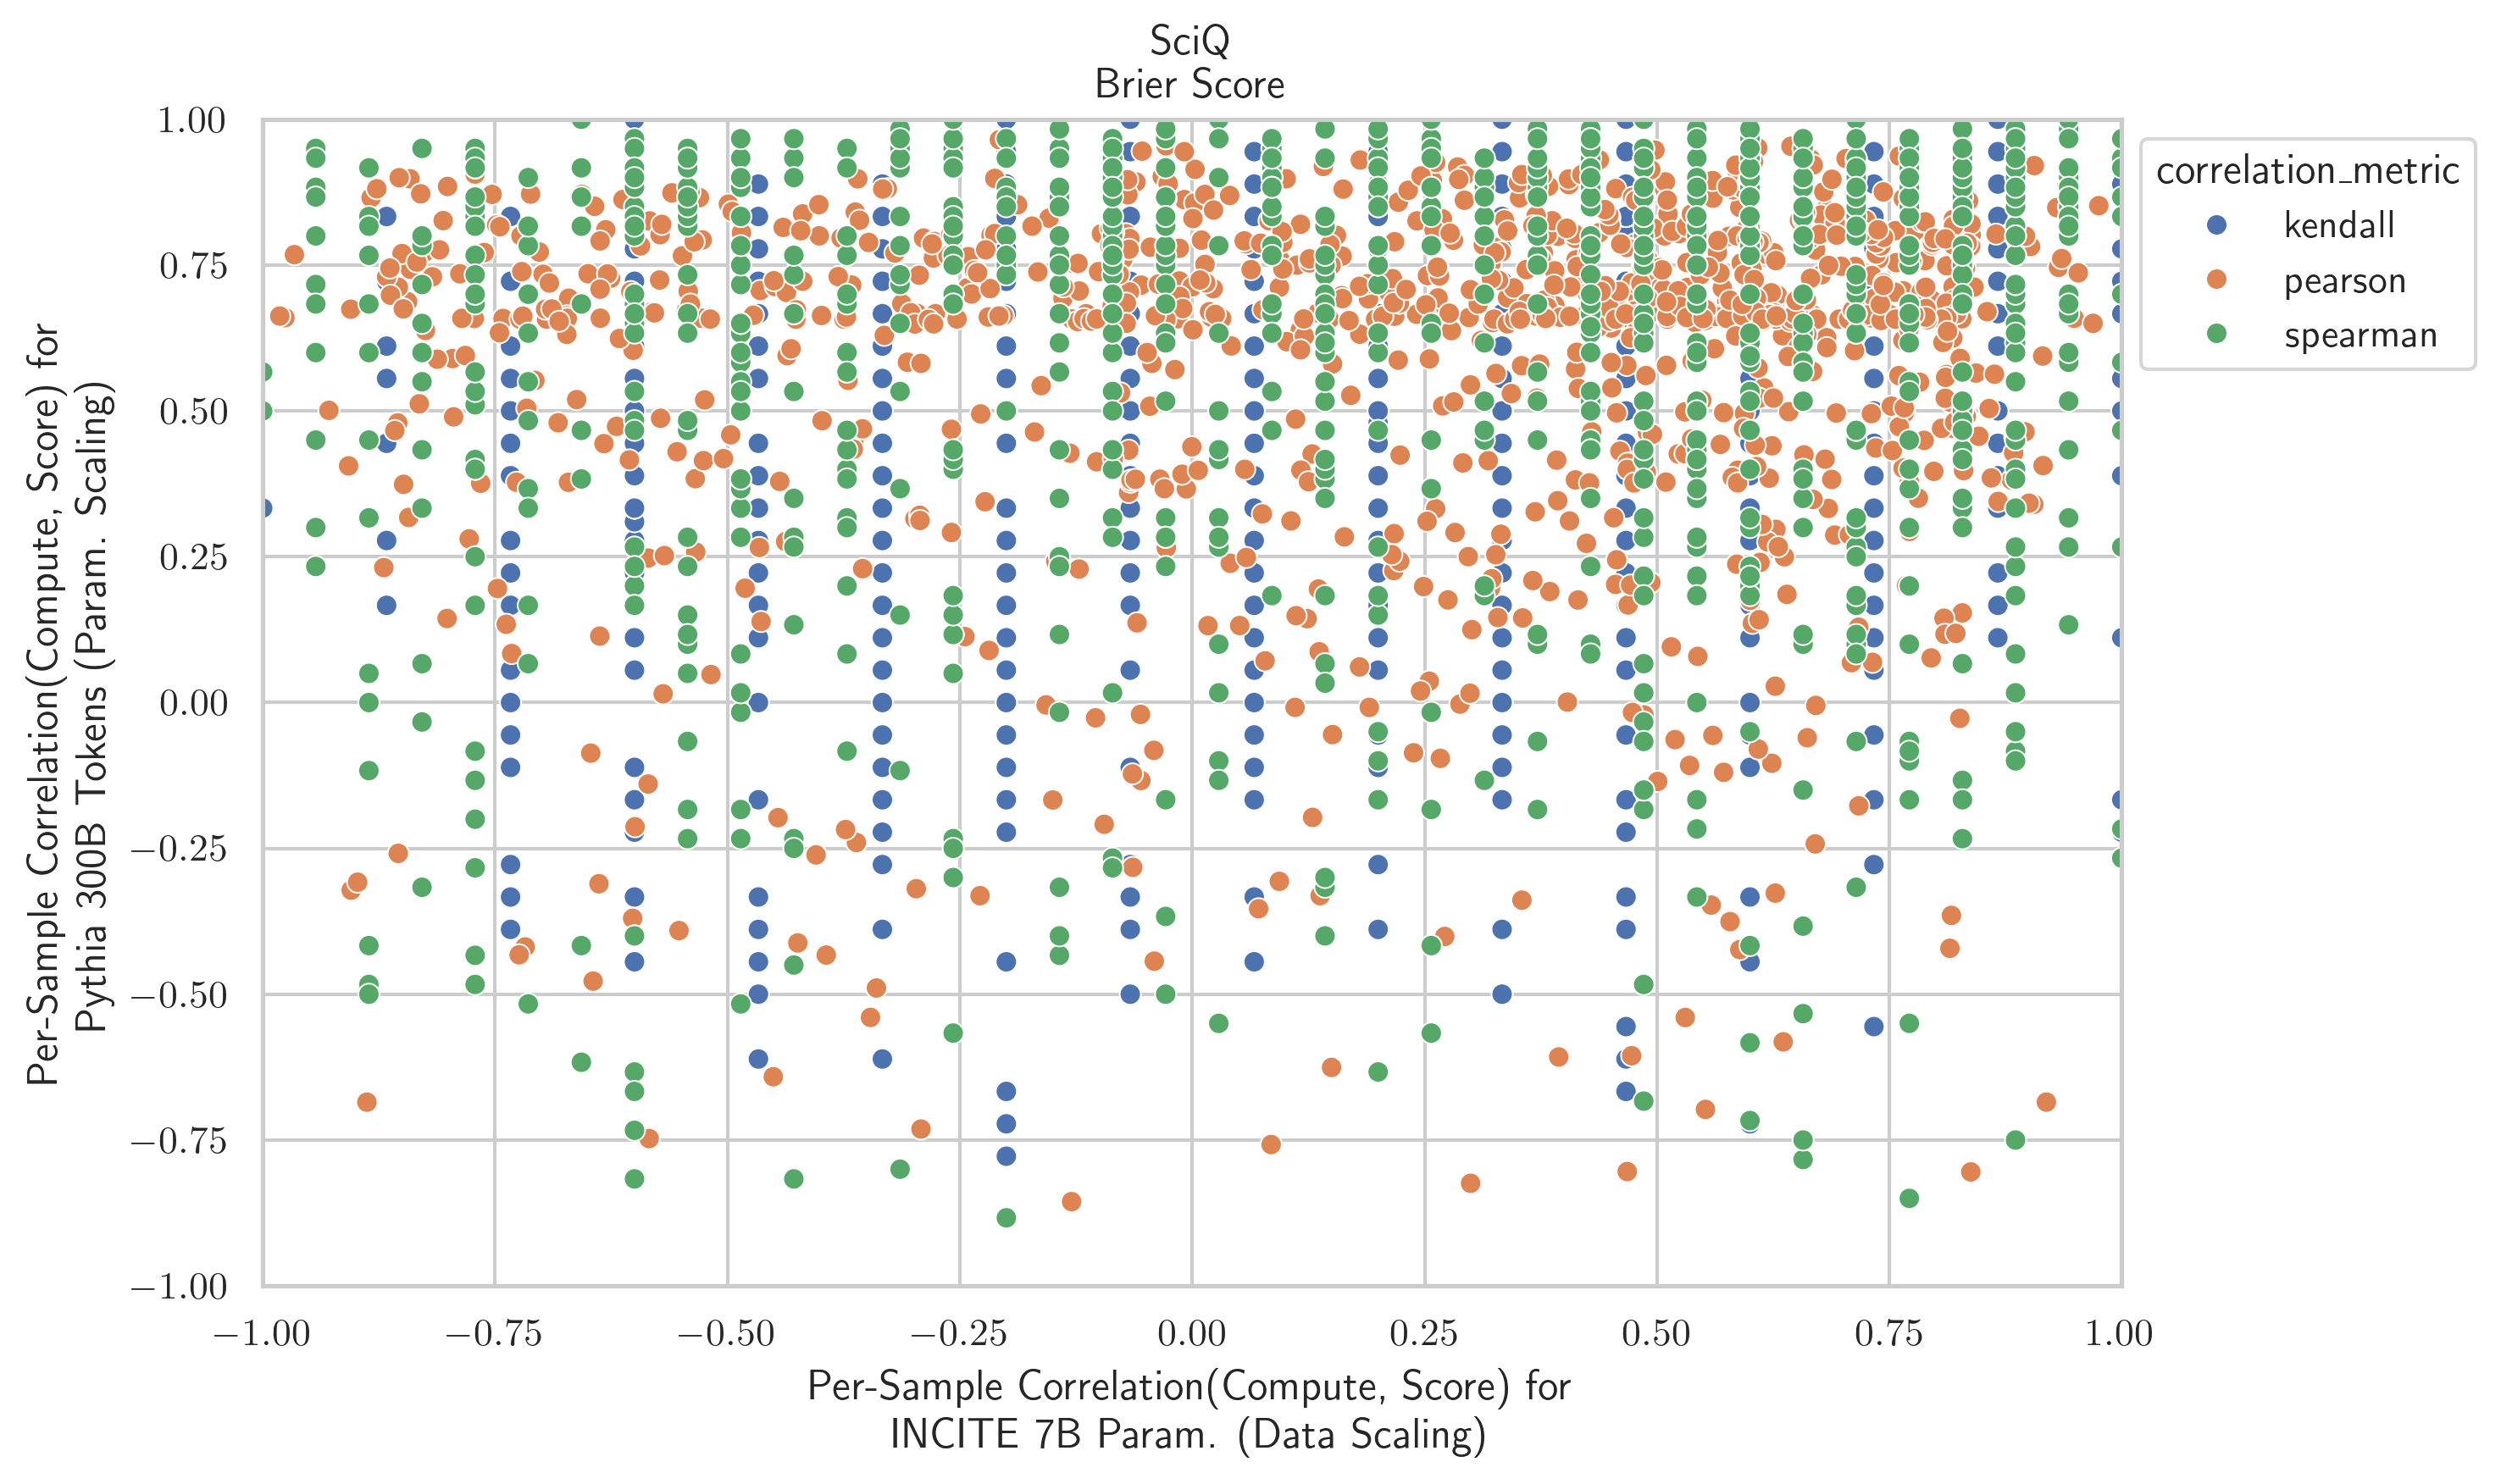 SciQ
Brier Score
Per-Sample Correlation(Compute, Score) for
Pythia 300B Tokens (Param. Scaling)
1.00
0.75
0.50
0.25
0.00
−0.25
−0.50
−0.75
−1.00
−1.00 −0.75 −0.50 −0.25 0.00 0.25 0.50 0.75 1.00
Per-Sample Correlation(Compute, Score) for
INCITE 7B Param. (Data Scaling)
correlation_metric
kendall
pearson
spearman